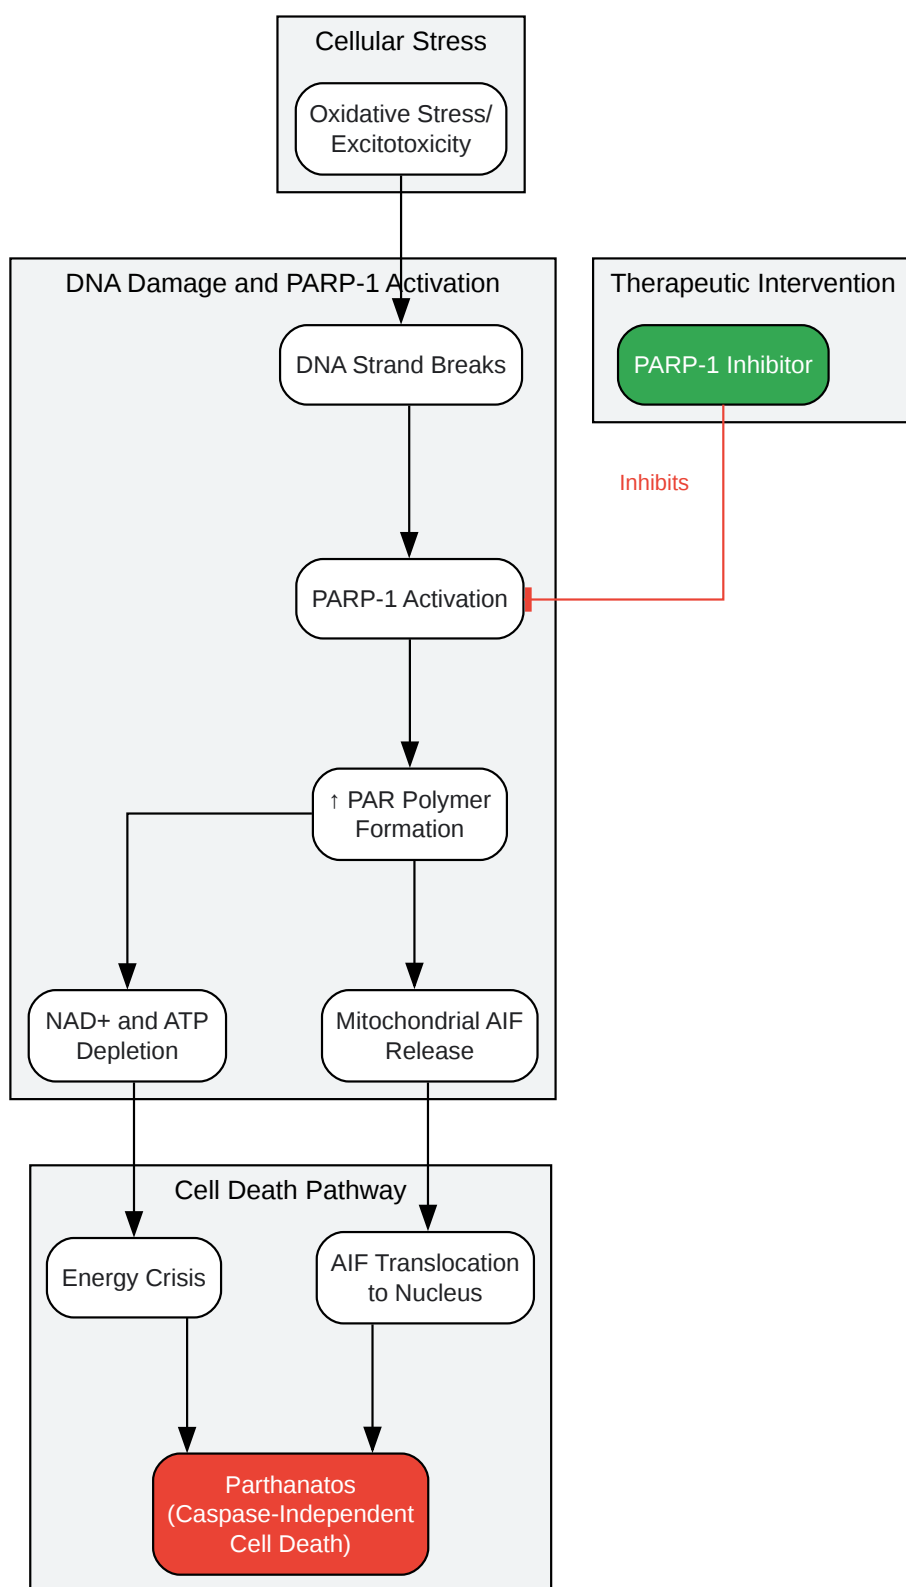 Cellular Stress
Oxidative Stress/
Excitotoxicity
DNA Damage and PARP-1 Activation
Therapeutic Intervention
DNA Strand Breaks
PARP-1 Inhibitor
Inhibits
PARP-1 Activation
↑ PAR Polymer
Formation
NAD+ and ATP
Depletion
Mitochondrial AIF
Release
Cell Death Pathway
Energy Crisis
AIF Translocation
to Nucleus
Parthanatos
(Caspase-Independent
Cell Death)